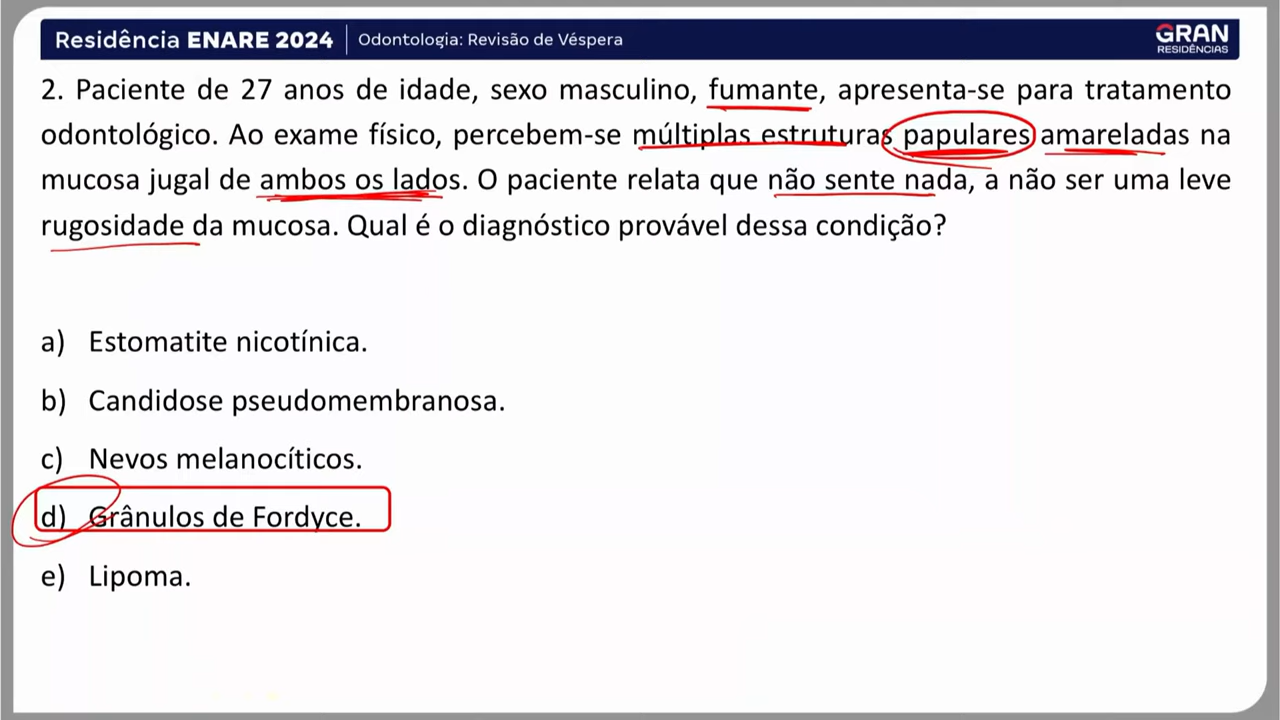 Residência ENARE 2024 | Odontologia: Revisão de Véspera
GRAN
RESIDÊNCIAS
2. Paciente de 27 anos de idade, sexo masculino, fumante, apresenta-se para tratamento
odontológico. Ao exame físico, percebem-se múltiplas estruturas papulares amareladas na
mucosa jugal de ambos os lados. O paciente relata que não sente nada, a não ser uma leve
rugosidade da mucosa. Qual é o diagnóstico provável dessa condição?
a) Estomatite nicotínica.
b) Candidose pseudomembranosa.
c) Nevos melanocíticos.
d) Grânulos de Fordyce.
e) Lipoma.